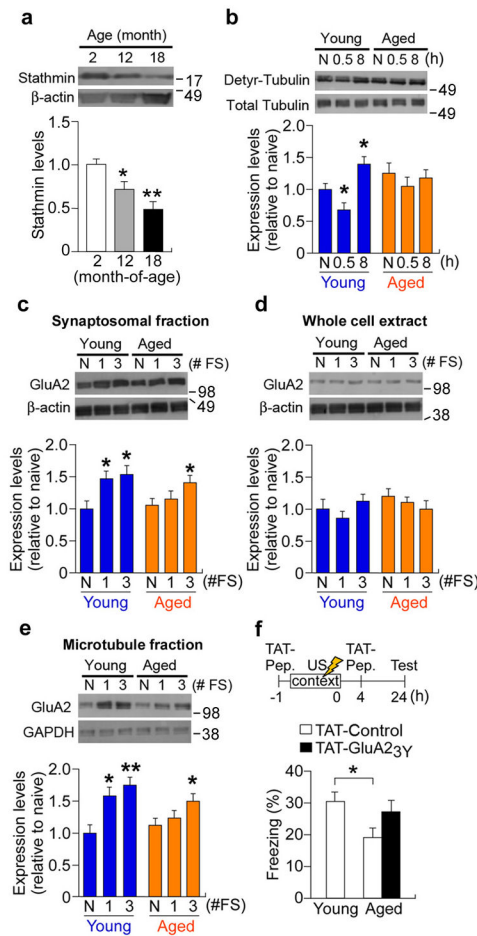 a
Age (month)
2 12 18
Stathmin
17
β-actin
49
Stathmin levels
1.5
1.0
0.5
0
*
**
2 12 18
(month-of-age)
b
Young Aged
N 0.5 8 N 0.5 8 (h)
Detyr-Tubulin
49
Total Tubulin
49
Expression levels
(relative to naive)
2.0
1.5
1.0
0.5
0
*
*
N 0.5 8 N 0.5 8 (h)
Young Aged
c
Synaptosomal fraction
Young Aged
N 1 3 N 1 3 (# FS)
GluA2
98
β-actin
49
Expression levels
(relative to naive)
2.0
1.5
1.0
0.5
0
* * *
N 1 3 N 1 3 (#FS)
Young Aged
d
Whole cell extract
Young Aged
N 1 3 N 1 3 (# FS)
GluA2
98
β-actin
38
Expression levels
(relative to naive)
2.0
1.5
1.0
0.5
0
N 1 3 N 1 3 (#FS)
Young Aged
e
Microtubule fraction
Young Aged
N 1 3 N 1 3 (# FS)
GluA2
98
GAPDH
38
Expression levels
(relative to naive)
2.0
1.5
1.0
0.5
0
* ** *
N 1 3 N 1 3 (#FS)
Young Aged
f
TAT- TAT-
Pep. US Pep. Test
context
-1 0 4 24 (h)
TAT-Control
TAT-GluA23Y
Freezing (%)
40
30
20
10
0
*
Young Aged